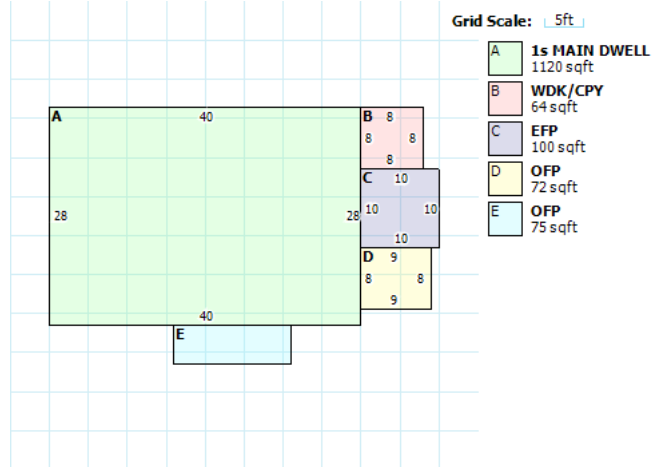 Grid Scale: 5ft
A 1s MAIN DWELL
1120 sqft
B WDK/CPY
64 sqft
C EFP
100 sqft
D OFP
72 sqft
E OFP
75 sqft
A 40
B 8
8 8
8
C 10
28 28 10 10
10
D 9
8 8
9
40
E